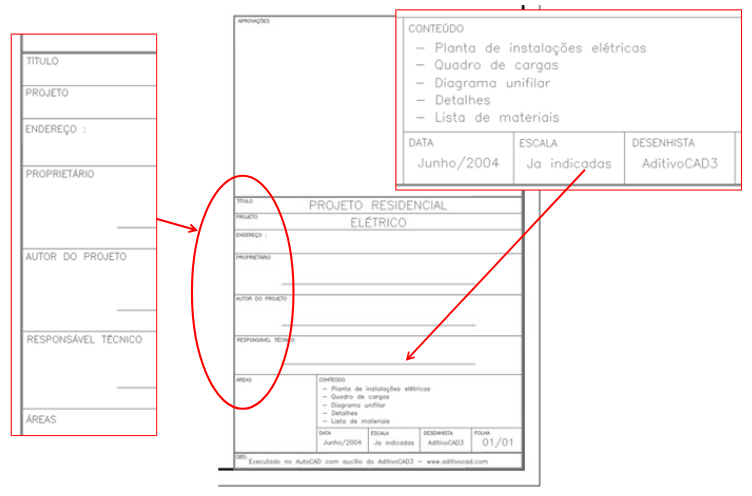 TÍTULO
PROJETO
ENDEREÇO :
PROPRIETÁRIO
AUTOR DO PROJETO
RESPONSÁVEL TÉCNICO
ÁREAS
APROVAÇÕES
CONTEÚDO
– Planta de instalações elétricas
– Quadro de cargas
– Diagrama unifilar
– Detalhes
– Lista de materiais
DATA ESCALA DESENHISTA
Junho/2004 Ja indicadas AditivoCAD3
TÍTULO
PROJETO RESIDENCIAL
PROJETO
ELÉTRICO
ENDEREÇO :
PROPRIETÁRIO
AUTOR DO PROJETO
RESPONSÁVEL TÉCNICO
ÁREAS
CONTEÚDO
– Planta de instalações elétricas
– Quadro de cargas
– Diagrama unifilar
– Detalhes
– Lista de materiais
DATA ESCALA DESENHISTA FOLHA
Junho/2004 Ja indicadas AditivoCAD3 01/01
OBS:
Executado no AutoCAD com auxílio do AditivoCAD3 – www.aditivocad.com